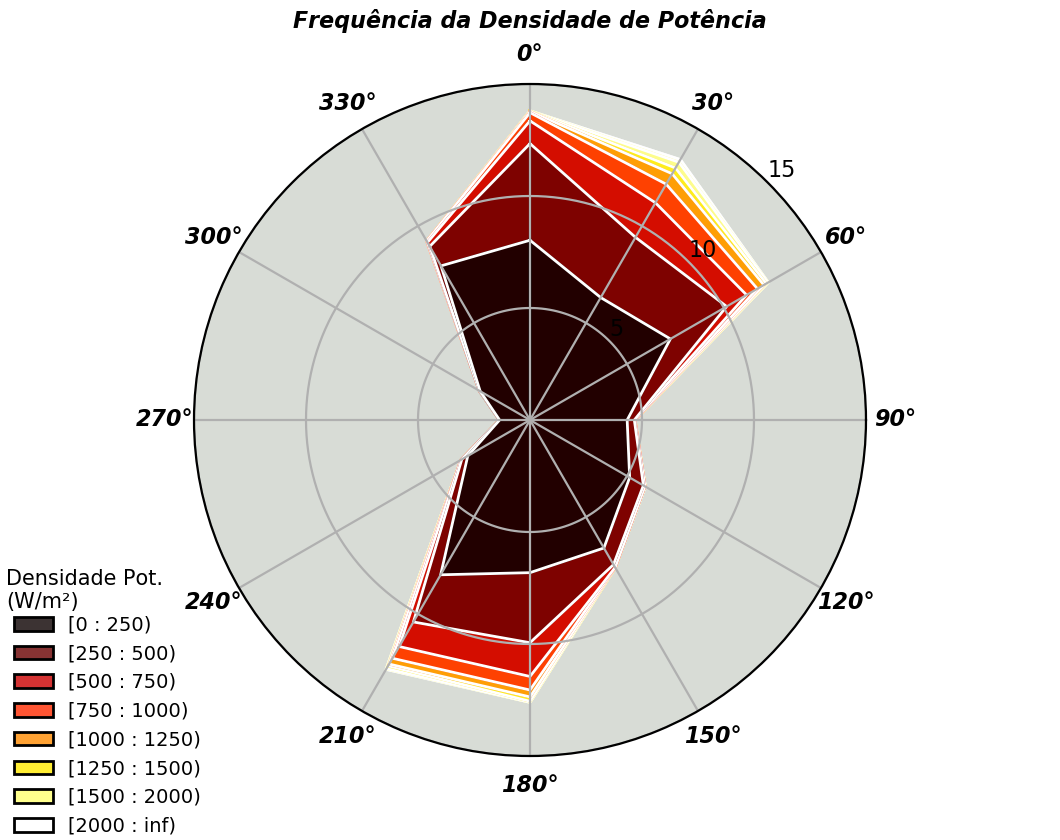 Frequência da Densidade de Potência
0°
330°
30°
15
300°
60°
10
5
270°
90°
Densidade Pot.
(W/m²)
240°
120°
[0 : 250)
[250 : 500)
[500 : 750)
[750 : 1000)
210°
150°
[1000 : 1250)
[1250 : 1500)
180°
[1500 : 2000)
[2000 : inf)